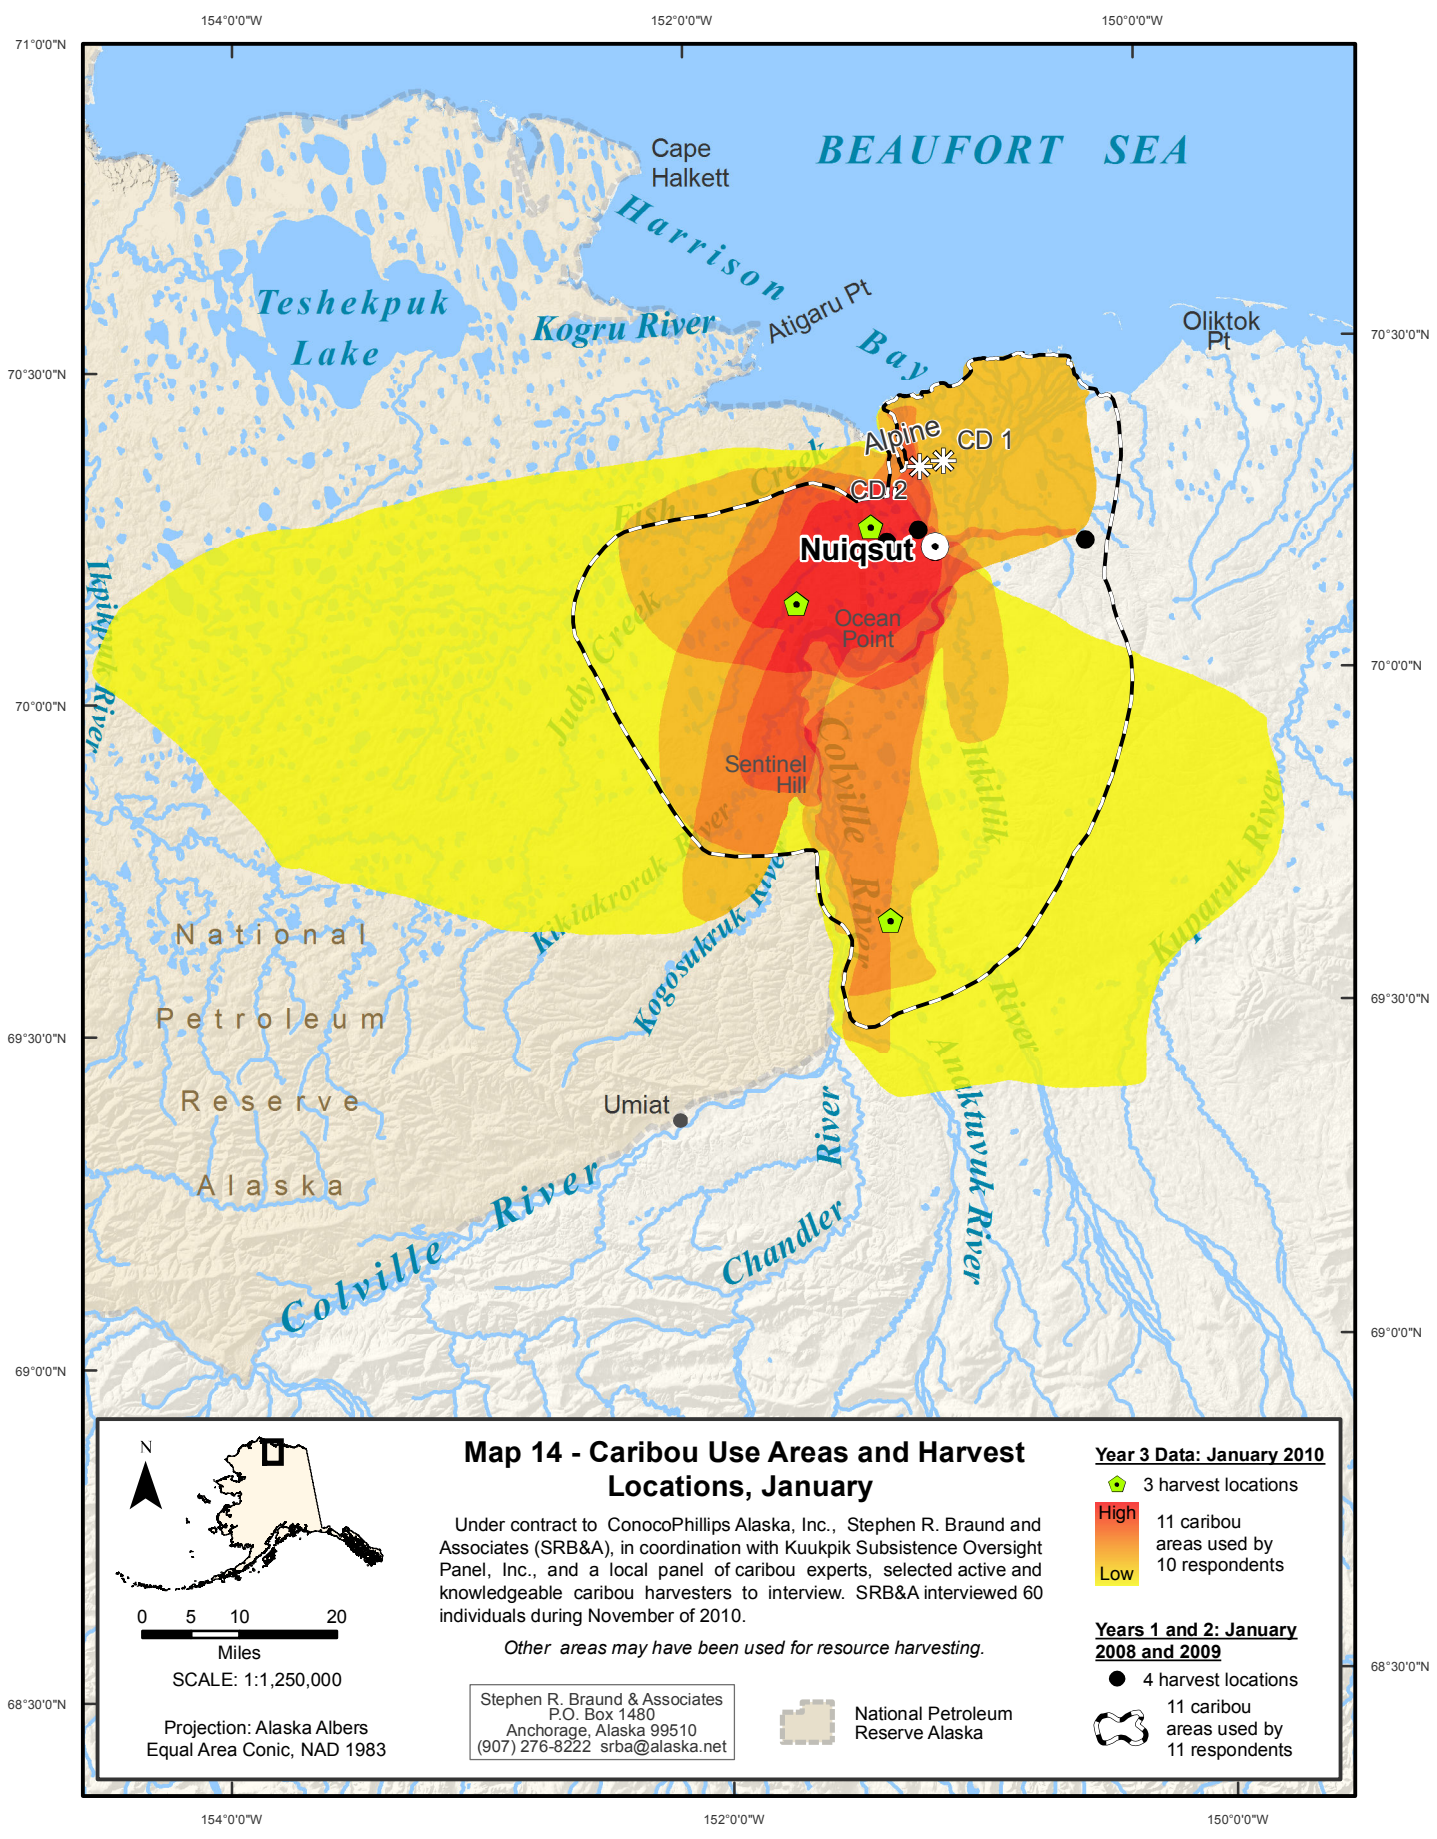 154°0'0"W
152°0'0"W
150°0'0"W
71°0'0"N
Cape
Halkett
BEAUFORT SEA
Harrison
Bay
Teshekpuk
Lake
Kogru River
Atigaru Pt
Oliktok
Pt
70°30'0"N
70°30'0"N
Alpine
CD 1
CD 2
Fish
Creek
Nuiqsut
Ikpikpuk River
Judy Creek
Ocean
Point
70°0'0"N
70°0'0"N
Sentinel
Hill
Colville River
Itkillik
River
Kuparuk River
Kikiakrorak River
Kogosukruk River
National
Petroleum
Reserve
Alaska
69°30'0"N
69°30'0"N
Umiat
Anaktuvuk River
Chandler
River
Colville River
69°0'0"N
69°0'0"N
N
0 5 10 20
Miles
SCALE: 1:1,250,000
Projection: Alaska Albers
Equal Area Conic, NAD 1983
Map 14 - Caribou Use Areas and Harvest
Locations, January
Under contract to ConocoPhillips Alaska, Inc., Stephen R. Braund and
Associates (SRB&A), in coordination with Kuukpik Subsistence Oversight
Panel, Inc., and a local panel of caribou experts, selected active and
knowledgeable caribou harvesters to interview. SRB&A interviewed 60
individuals during November of 2010.
Other areas may have been used for resource harvesting.
Stephen R. Braund & Associates
P.O. Box 1480
Anchorage, Alaska 99510
(907) 276-8222 srba@alaska.net
National Petroleum
Reserve Alaska
Year 3 Data: January 2010
3 harvest locations
High
Low
11 caribou
areas used by
10 respondents
Years 1 and 2: January
2008 and 2009
4 harvest locations
11 caribou
areas used by
11 respondents
68°30'0"N
68°30'0"N
154°0'0"W
152°0'0"W
150°0'0"W